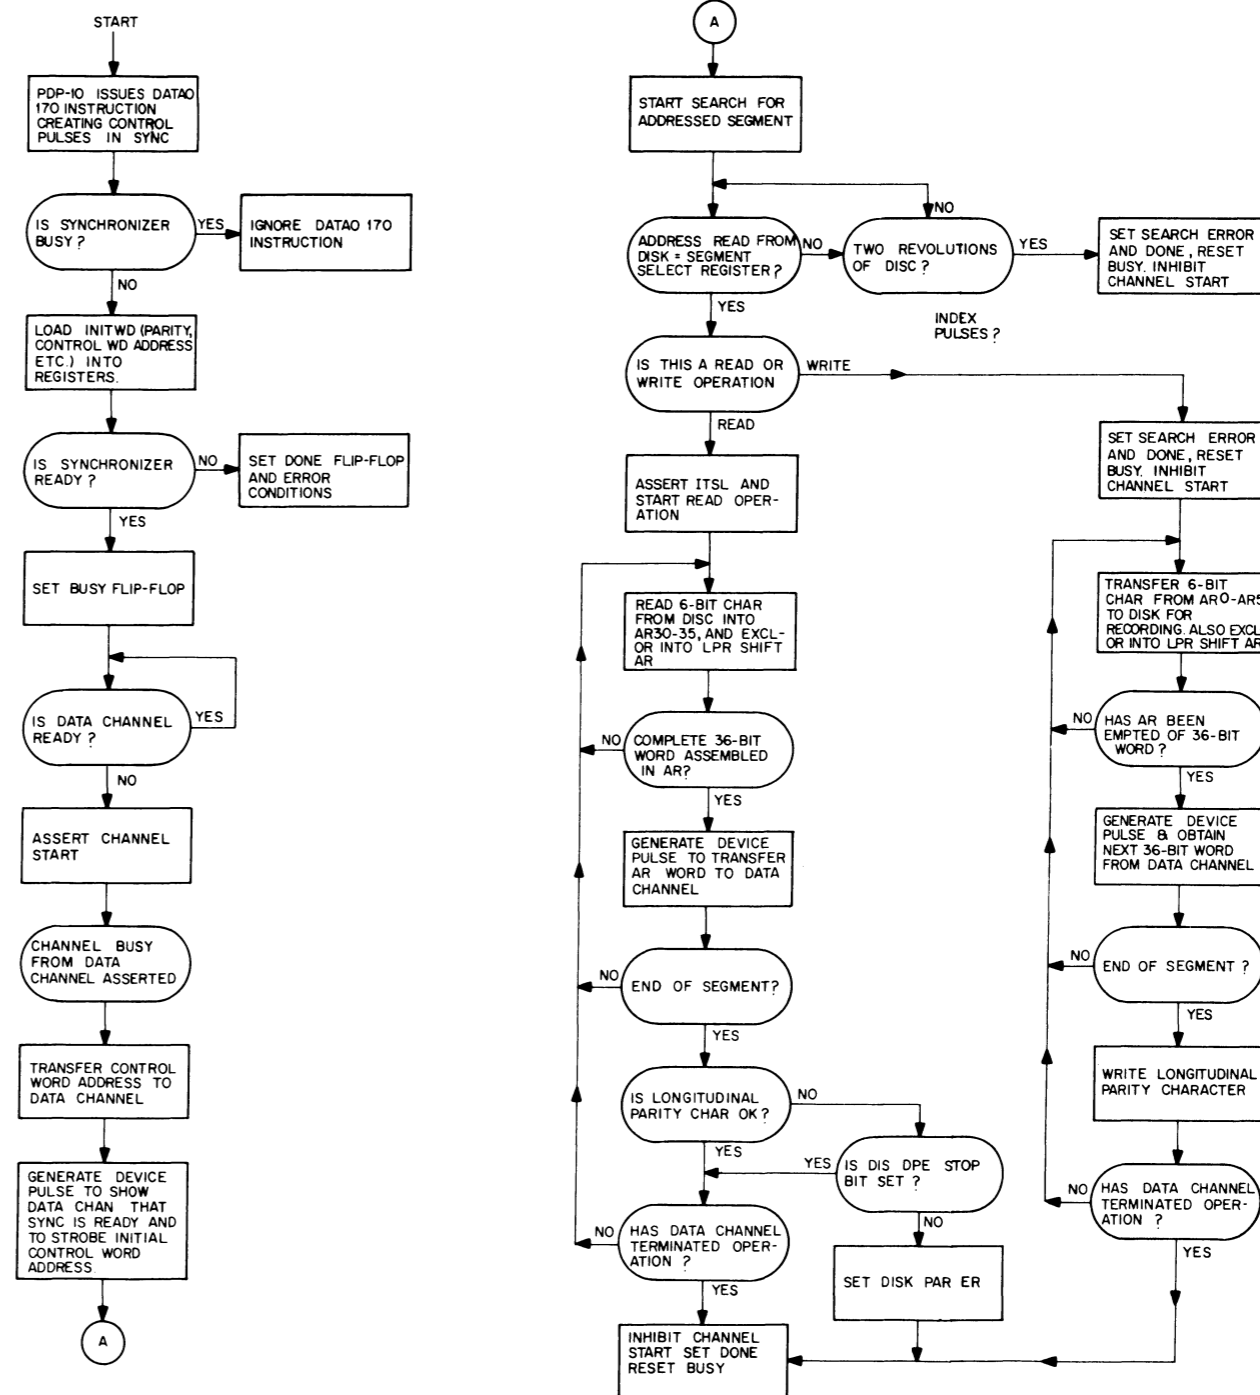 START
PDP-10 ISSUES DATAO
170 INSTRUCTION
CREATING CONTROL
PULSES IN SYNC
IS SYNCHRONIZER
BUSY?
YES
IGNORE DATAO 170
INSTRUCTION
NO
LOAD INITWD (PARITY,
CONTROL WD ADDRESS
ETC.) INTO
REGISTERS.
IS SYNCHRONIZER
READY?
NO
SET DONE FLIP-FLOP
AND ERROR
CONDITIONS
YES
SET BUSY FLIP-FLOP
IS DATA CHANNEL
READY?
YES
NO
ASSERT CHANNEL
START
CHANNEL BUSY
FROM DATA
CHANNEL ASSERTED
TRANSFER CONTROL
WORD ADDRESS TO
DATA CHANNEL
GENERATE DEVICE
PULSE TO SHOW
DATA CHAN THAT
SYNC IS READY AND
TO STROBE INITIAL
CONTROL WORD
ADDRESS.
A
A
START SEARCH FOR
ADDRESSED SEGMENT
ADDRESS READ FROM
DISK = SEGMENT
SELECT REGISTER?
NO
TWO REVOLUTIONS
OF DISC?
NO
YES
SET SEARCH ERROR
AND DONE, RESET
BUSY. INHIBIT
CHANNEL START
INDEX
PULSES?
YES
IS THIS A READ OR
WRITE OPERATION
WRITE
READ
ASSERT ITSL AND
START READ OPER-
ATION
READ 6-BIT CHAR
FROM DISC INTO
AR30-35, AND EXCL-
OR INTO LPR SHIFT
AR
COMPLETE 36-BIT
WORD ASSEMBLED
IN AR?
NO
YES
GENERATE DEVICE
PULSE TO TRANSFER
AR WORD TO DATA
CHANNEL
END OF SEGMENT?
NO
YES
IS LONGITUDINAL
PARITY CHAR OK?
NO
YES
IS DIS DPE STOP
BIT SET?
YES
NO
SET DISK PAR ER
HAS DATA CHANNEL
TERMINATED OPER-
ATION ?
NO
YES
INHIBIT CHANNEL
START SET DONE
RESET BUSY
SET SEARCH ERROR
AND DONE, RESET
BUSY. INHIBIT
CHANNEL START
TRANSFER 6-BIT
CHAR FROM AR0-AR5
TO DISK FOR
RECORDING. ALSO EXCL
OR INTO LPR SHIFT AR
HAS AR BEEN
EMPTED OF 36-BIT
WORD?
NO
YES
GENERATE DEVICE
PULSE & OBTAIN
NEXT 36-BIT WORD
FROM DATA CHANNEL
END OF SEGMENT ?
NO
YES
WRITE LONGITUDINAL
PARITY CHARACTER
HAS DATA CHANNEL
TERMINATED OPER-
ATION ?
NO
YES